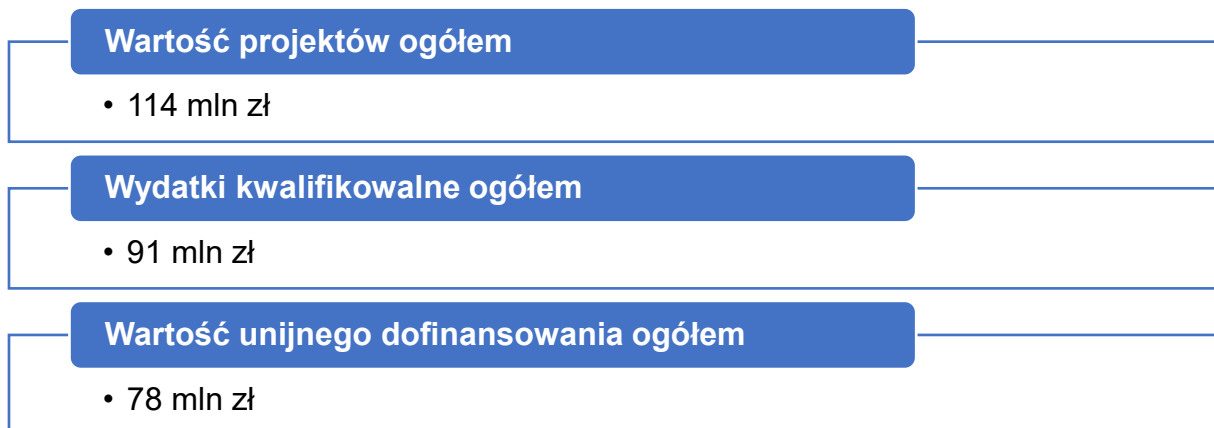 Wartość projektów ogółem
• 114 mln zł
Wydatki kwalifikowalne ogółem
• 91 mln zł
Wartość unijnego dofinansowania ogółem
• 78 mln zł